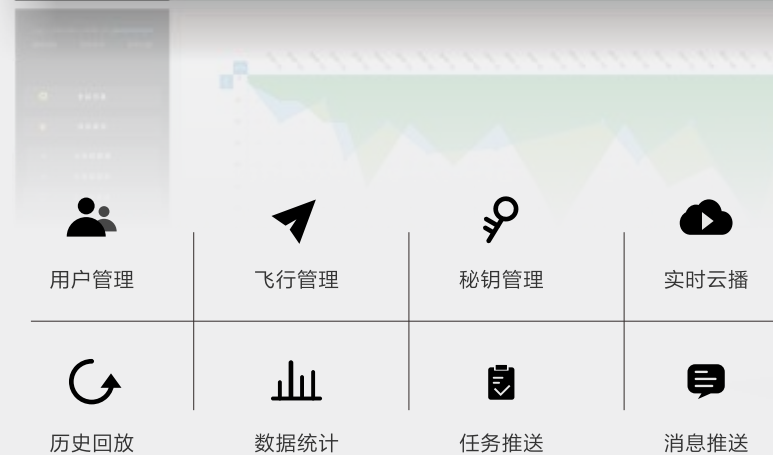 用户管理
飞行管理
秘钥管理
实时云播
历史回放
数据统计
任务推送
消息推送